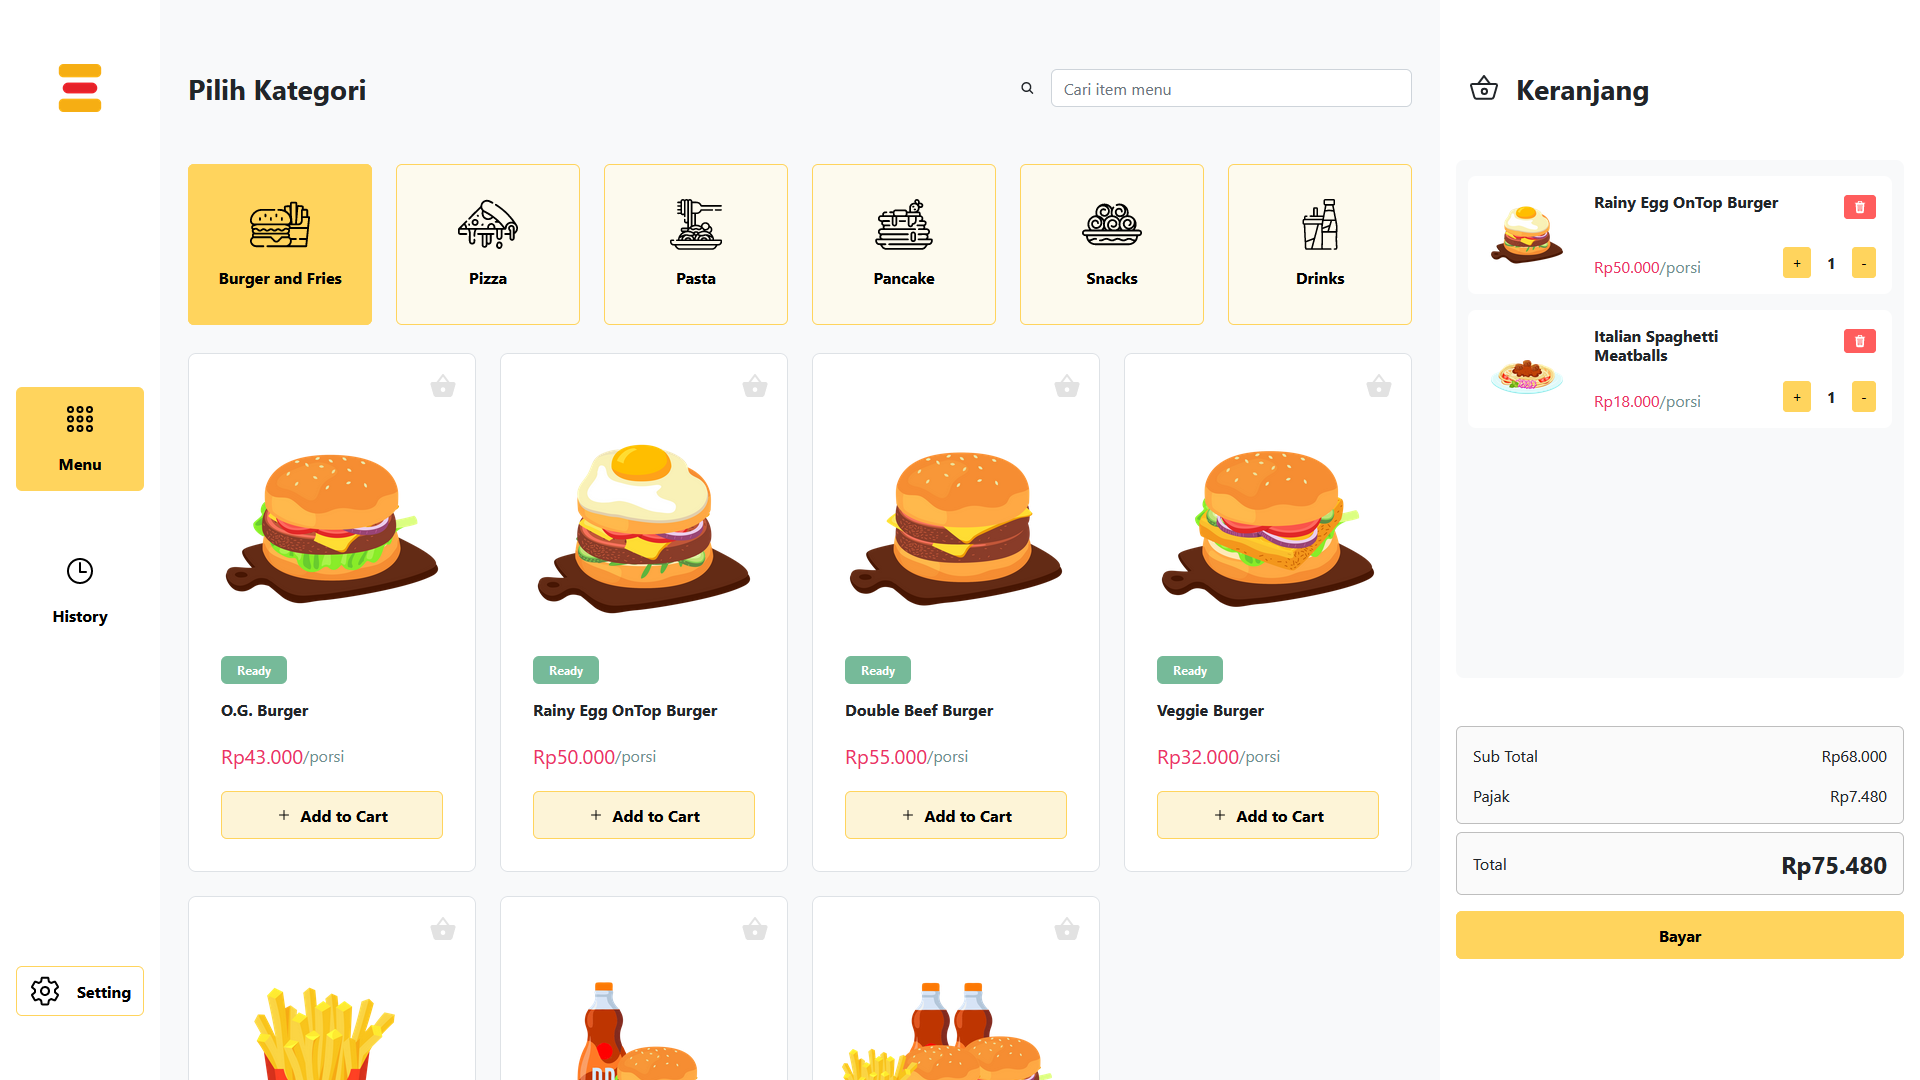 Menu
History
Setting
Pilih Kategori
Cari item menu
Burger and Fries
Pizza
Pasta
Pancake
Snacks
Drinks
Ready
O.G. Burger
Rp43.000/porsi
+ Add to Cart
Ready
Rainy Egg OnTop Burger
Rp50.000/porsi
+ Add to Cart
Ready
Double Beef Burger
Rp55.000/porsi
+ Add to Cart
Ready
Veggie Burger
Rp32.000/porsi
+ Add to Cart
Keranjang
Rainy Egg OnTop Burger
Rp50.000/porsi
+ 1 -
Italian Spaghetti
Meatballs
Rp18.000/porsi
+ 1 -
Sub Total Rp68.000
Pajak Rp7.480
Total Rp75.480
Bayar